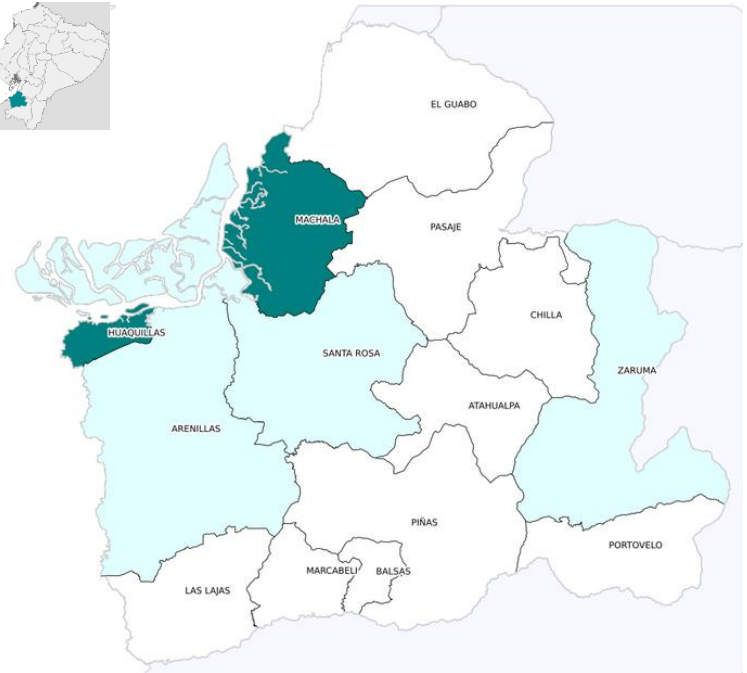 EL GUABO
MACHALA
PASAJE
CHILLA
HUAQUILLAS
SANTA ROSA
ZARUMA
ATAHUALPA
ARENILLAS
PIÑAS
PORTOVELO
MARCABELI
BALSAS
LAS LAJAS